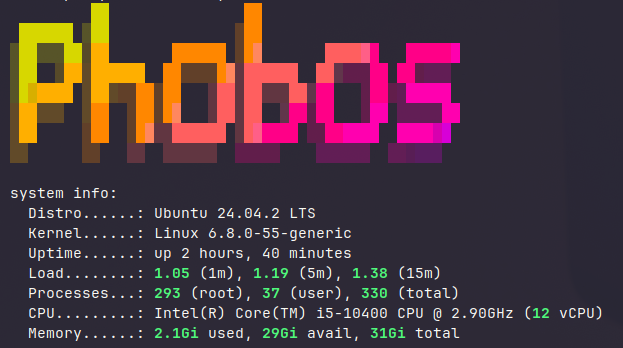 Phobos
system info:
Distro......: Ubuntu 24.04.2 LTS
Kernel......: Linux 6.8.0-55-generic
Uptime......: up 2 hours, 40 minutes
Load........: 1.05 (1m), 1.19 (5m), 1.38 (15m)
Processes...: 293 (root), 37 (user), 330 (total)
CPU.........: Intel(R) Core(TM) i5-10400 CPU @ 2.90GHz (12 vCPU)
Memory......: 2.1Gi used, 29Gi avail, 31Gi total